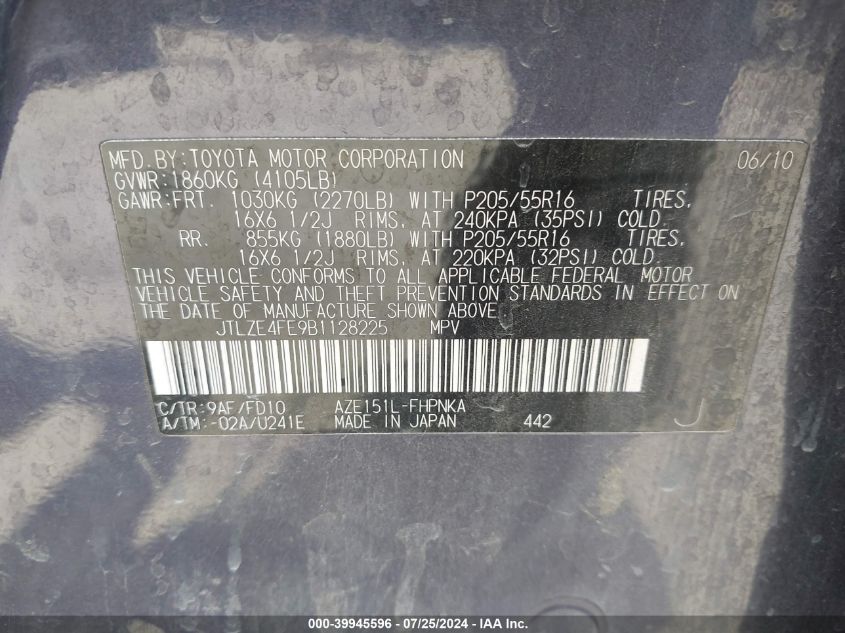 MFD.BY:TOYOTA MOTOR CORPORATION 06/10
GVWR:1860KG (4105LB)
GAWR:FRT. 1030KG (2270LB) WITH P205/55R16 TIRES,
16X6 1/2J RIMS, AT 240KPA (35PSI) COLD.
RR. 855KG (1880LB) WITH P205/55R16 TIRES,
16X6 1/2J RIMS, AT 220KPA (32PSI) COLD.
THIS VEHICLE CONFORMS TO ALL APPLICABLE FEDERAL MOTOR
VEHICLE SAFETY AND THEFT PREVENTION STANDARDS IN EFFECT ON
THE DATE OF MANUFACTURE SHOWN ABOVE.
JTLZE4FE9B1128225 MPV
C/TR:9AF/FD10 AZE151L-FHPNKA
A/TM:-02A/U241E MADE IN JAPAN 442 J
000-39945596 - 07/25/2024 - IAA Inc.